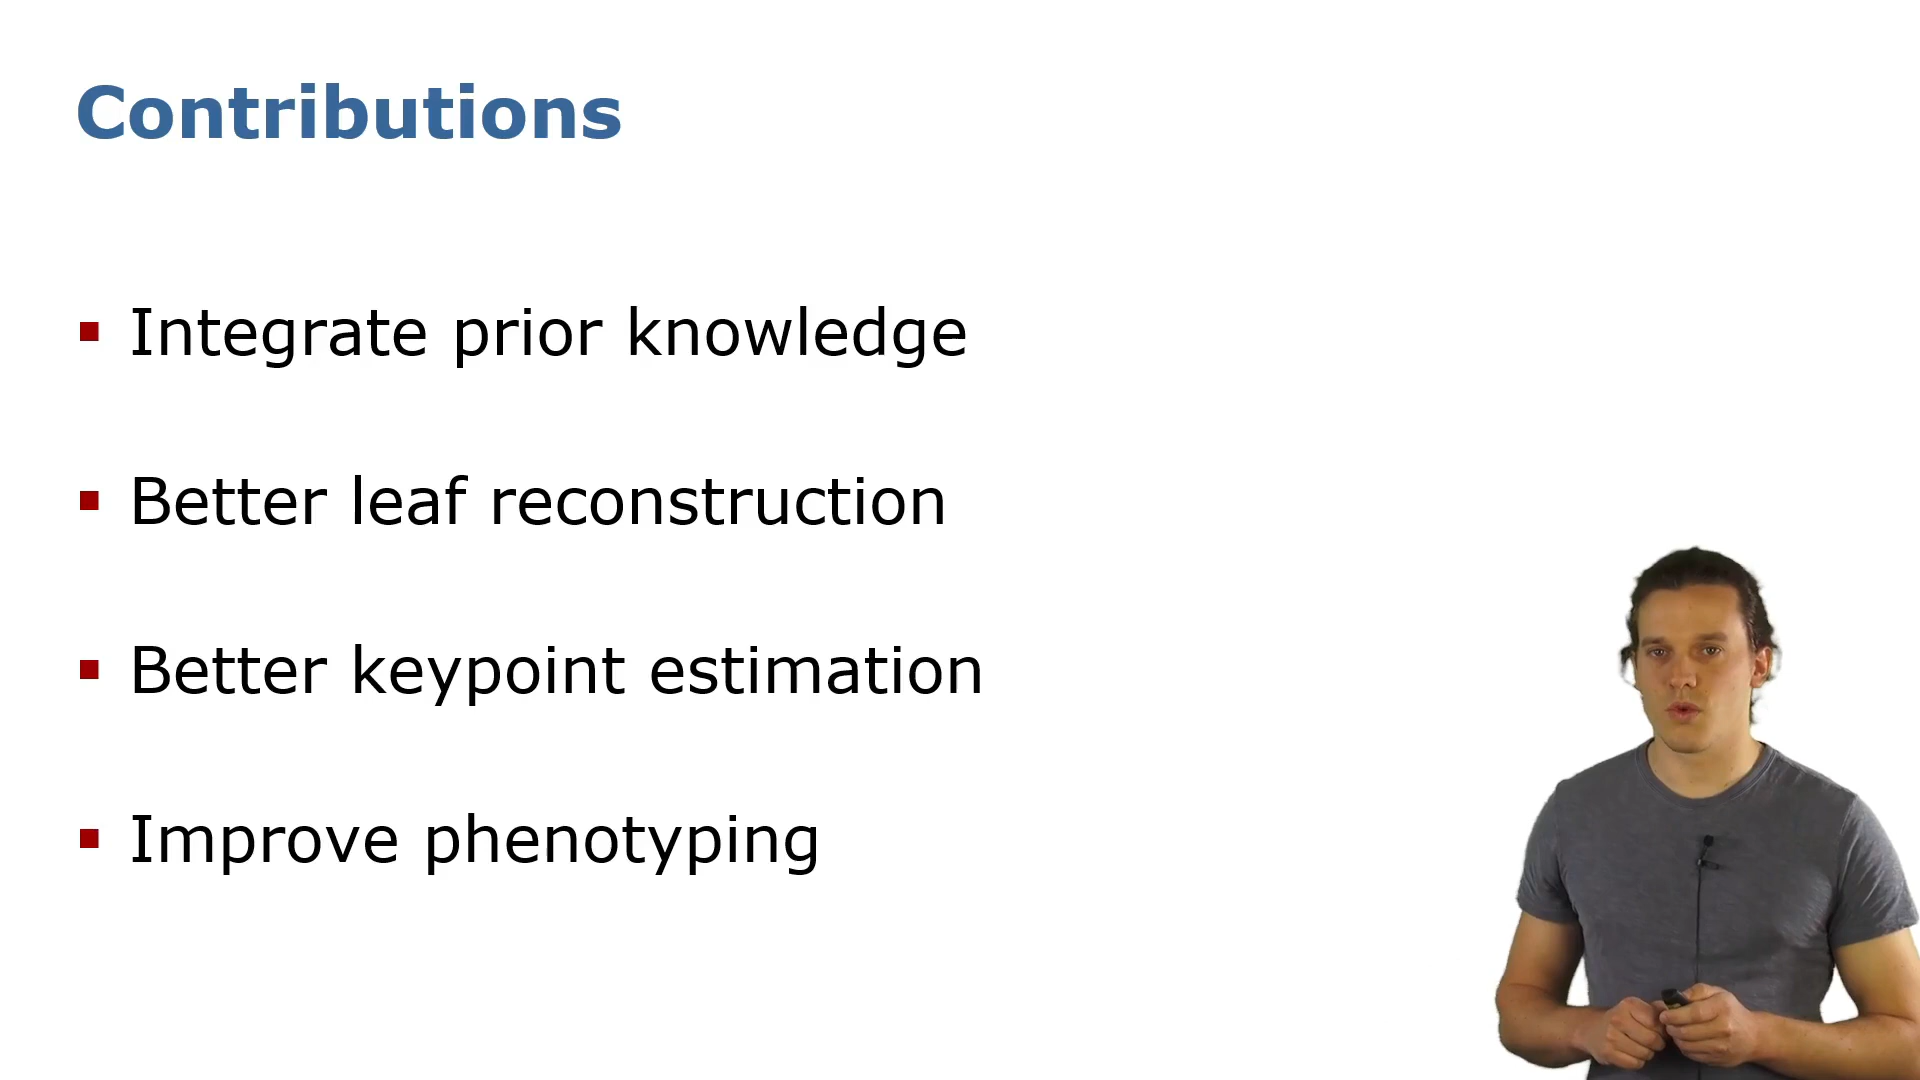 Contributions
Integrate prior knowledge
Better leaf reconstruction
Better keypoint estimation
Improve phenotyping